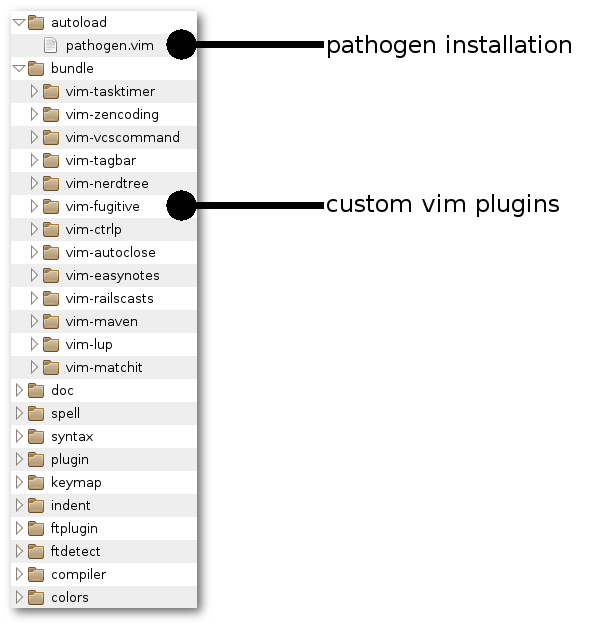 autoload
pathogen.vim
pathogen installation
bundle
vim-tasktimer
vim-zencoding
vim-vcscommand
vim-tagbar
vim-nerdtree
vim-fugitive
custom vim plugins
vim-ctrlp
vim-autoclose
vim-easynotes
vim-railscasts
vim-maven
vim-lup
vim-matchit
doc
spell
syntax
plugin
keymap
indent
ftplugin
ftdetect
compiler
colors